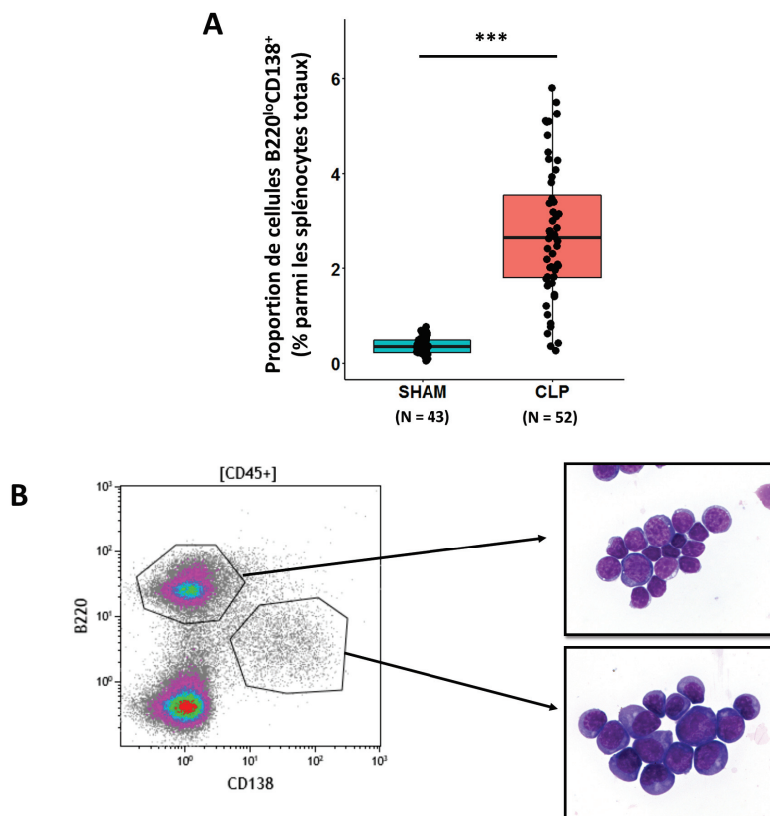 A
***
Proportion de cellules B220loCD138+
(% parmi les splénocytes totaux)
6
4
2
0
SHAM
CLP
(N = 43)
(N = 52)
B
[CD45+]
10³
10²
10¹
10⁰
B220
10⁰
10¹
10²
10³
CD138